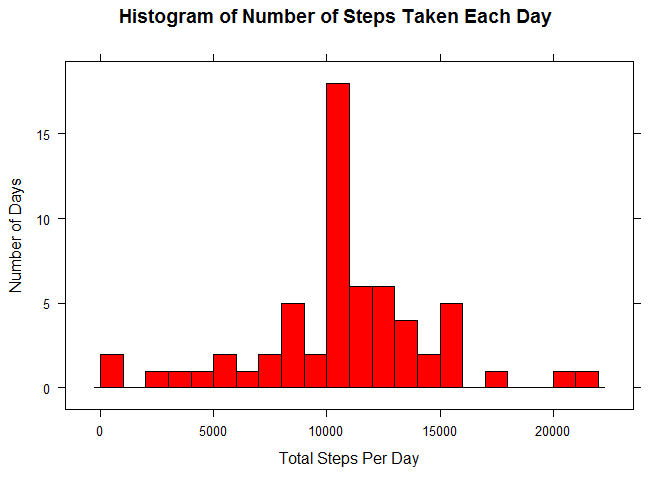 Histogram of Number of Steps Taken Each Day
15
10
5
0
Number of Days
0 5000 10000 15000 20000
Total Steps Per Day